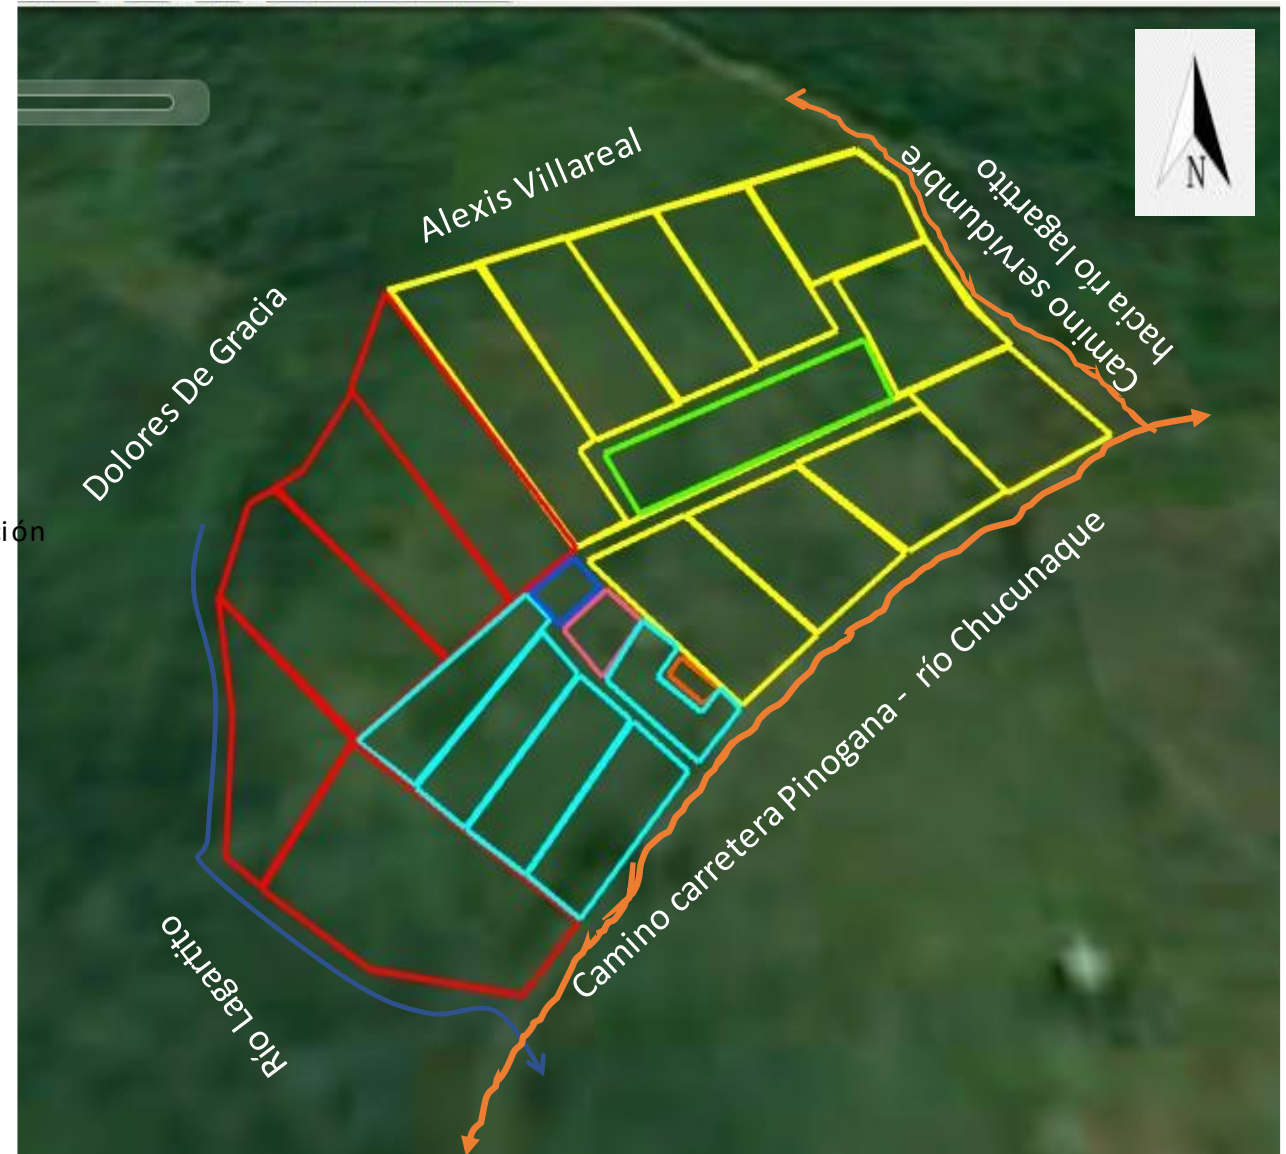 Alexis Villareal
N
Camino servidumbre
hacia río lagartito
Dolores De Gracia
ión
Camino carretera Pinogana - río Chucunaque
Río Lagartito